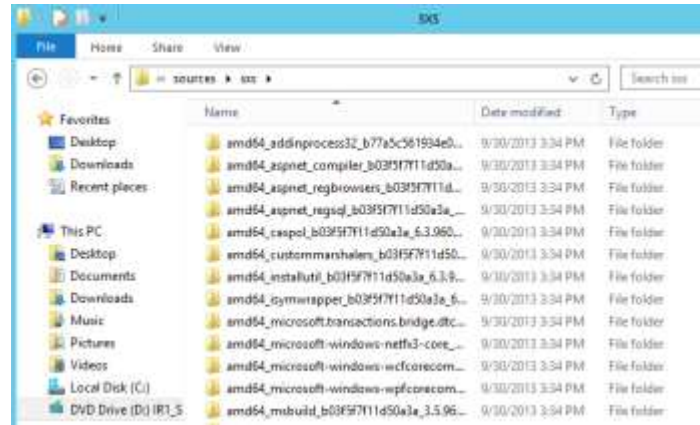 SXS
File Home Share View
« sources ▸ sxs ▸ Search sxs
Favorites
Desktop
Downloads
Recent places
This PC
Desktop
Documents
Downloads
Music
Pictures
Videos
Local Disk (C:)
DVD Drive (D:) IR1_S
Name Date modified Type
amd64_addinprocess32_b77a5c561934e0... 9/30/2013 3:34 PM File folder
amd64_aspnet_compiler_b03f5f7f11d50a... 9/30/2013 3:34 PM File folder
amd64_aspnet_regbrowsers_b03f5f7f11d... 9/30/2013 3:34 PM File folder
amd64_aspnet_regsql_b03f5f7f11d50a3a_... 9/30/2013 3:34 PM File folder
amd64_caspol_b03f5f7f11d50a3a_6.3.960... 9/30/2013 3:34 PM File folder
amd64_custommarshalers_b03f5f7f11d50... 9/30/2013 3:34 PM File folder
amd64_installutil_b03f5f7f11d50a3a_6.3.9... 9/30/2013 3:34 PM File folder
amd64_isymwrapper_b03f5f7f11d50a3a_6... 9/30/2013 3:34 PM File folder
amd64_microsoft.transactions.bridge.dtc... 9/30/2013 3:34 PM File folder
amd64_microsoft-windows-netfx3-core_... 9/30/2013 3:34 PM File folder
amd64_microsoft-windows-wcfcorecom... 9/30/2013 3:34 PM File folder
amd64_microsoft-windows-wpfcorecom... 9/30/2013 3:34 PM File folder
amd64_msbuild_b03f5f7f11d50a3a_3.5.96... 9/30/2013 3:34 PM File folder